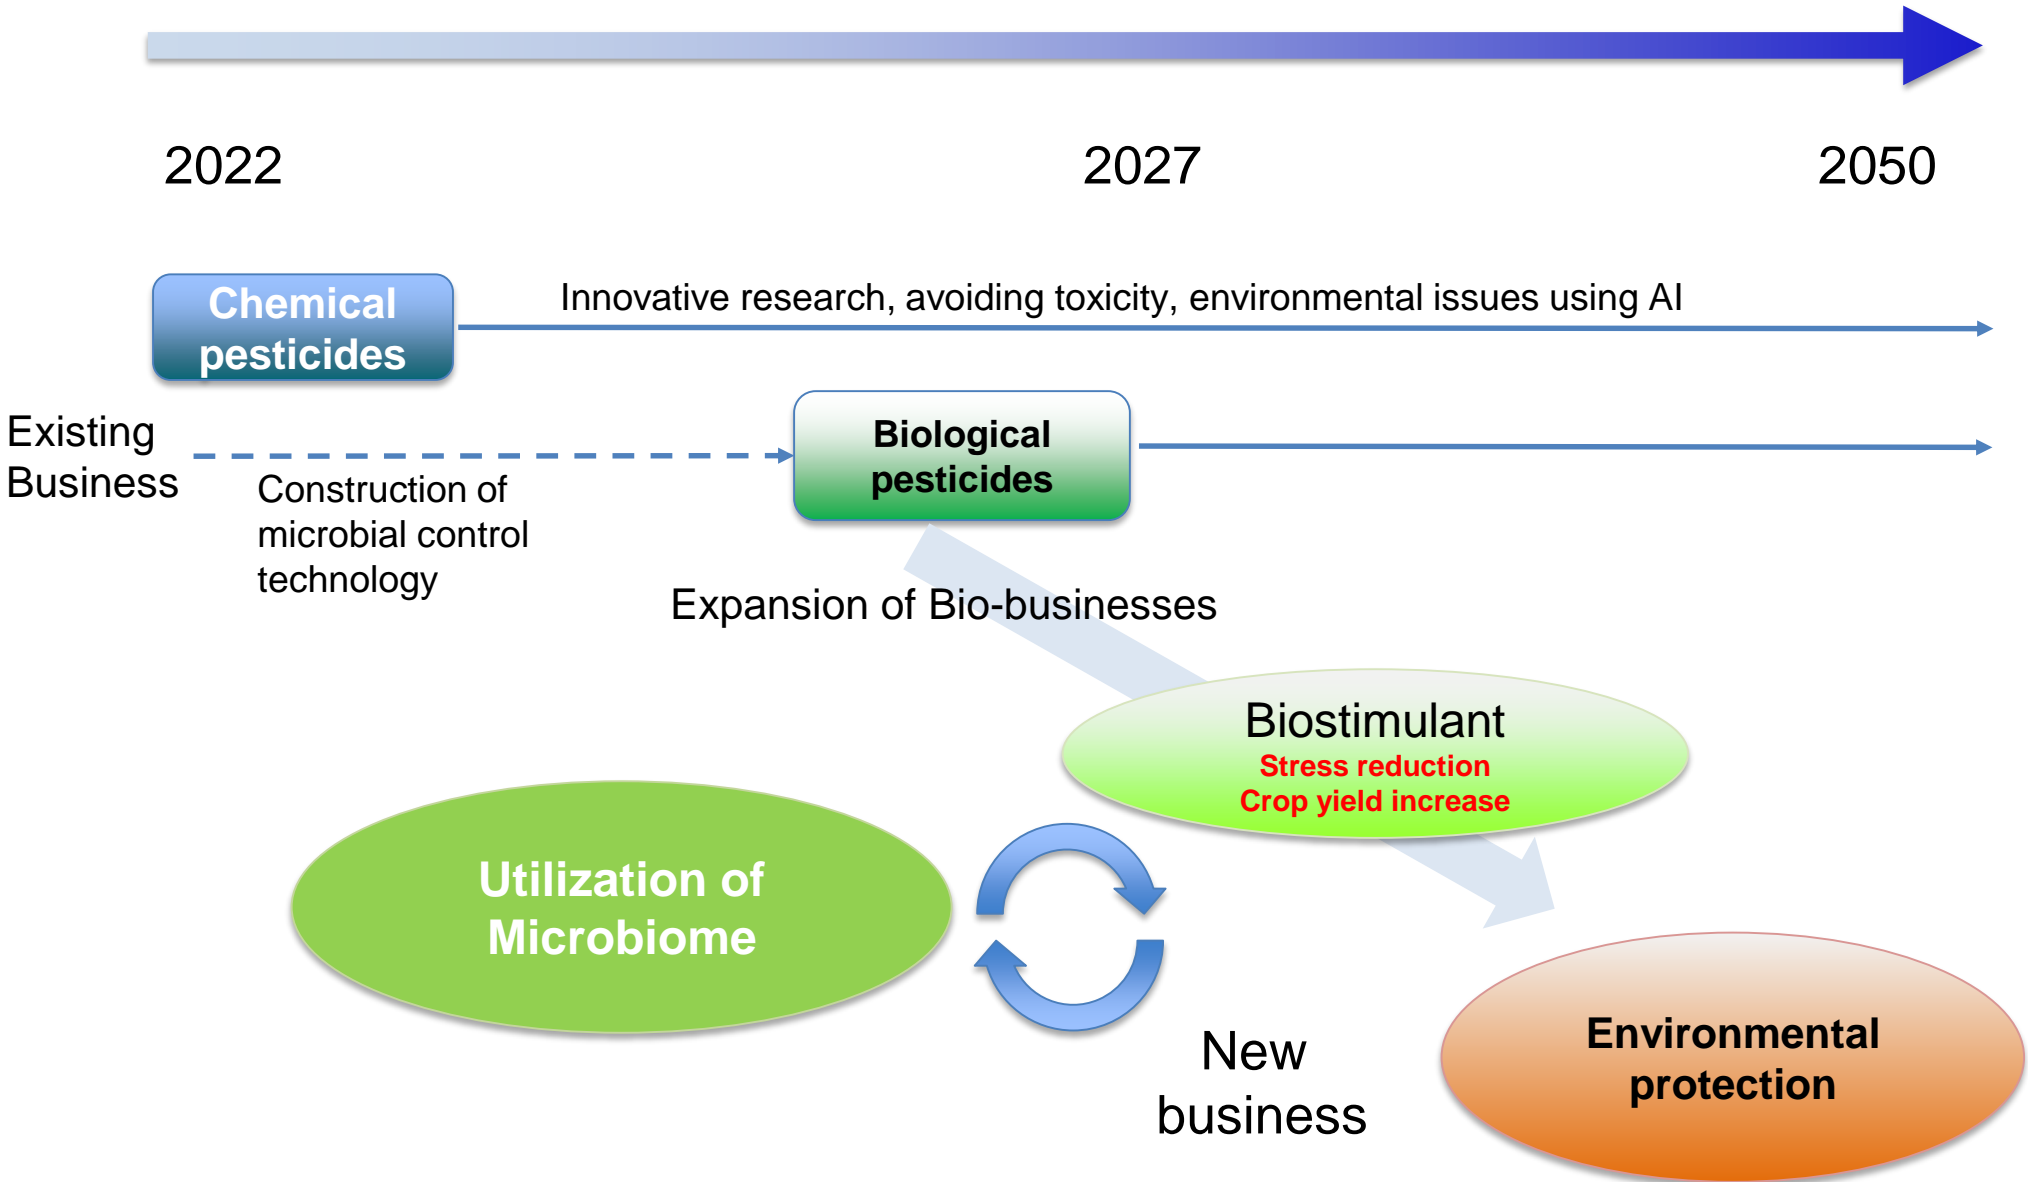 2022
2027
2050
Chemical
pesticides
Innovative research, avoiding toxicity, environmental issues using AI
Existing
Business
Construction of
microbial control
technology
Biological
pesticides
Expansion of Bio-businesses
Biostimulant
Stress reduction
Crop yield increase
Utilization of
Microbiome
New
business
Environmental
protection